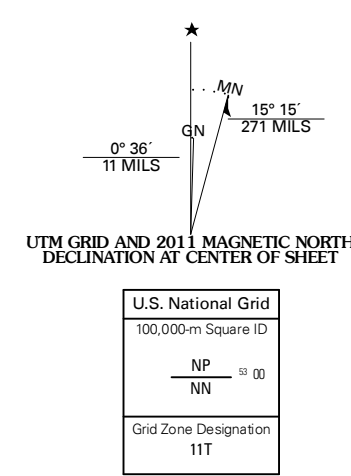 ★
MN
GN
15° 15´
271 MILS
0° 36´
11 MILS
UTM GRID AND 2011 MAGNETIC NORTH
DECLINATION AT CENTER OF SHEET
U.S. National Grid
100,000-m Square ID
NP
53 00
NN
Grid Zone Designation
11T